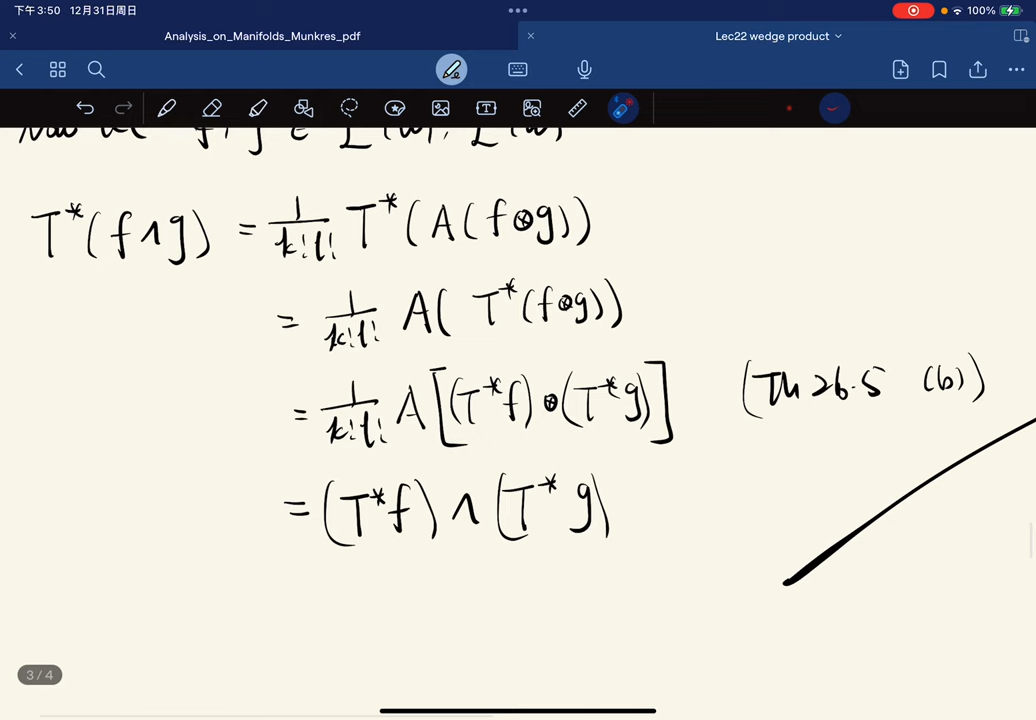 下午3:50 12月31日周日 100%
Analysis_on_Manifolds_Munkres_pdf
Lec22 wedge product
T*(f∧g) = 1/k!l! T*(A(f⊗g))
= 1/k!l! A( T*(f⊗g))
= 1/k!l! A[(T*f)⊗(T*g)] (Th 26.5 (b))
= (T*f) ∧ (T* g)
3 / 4